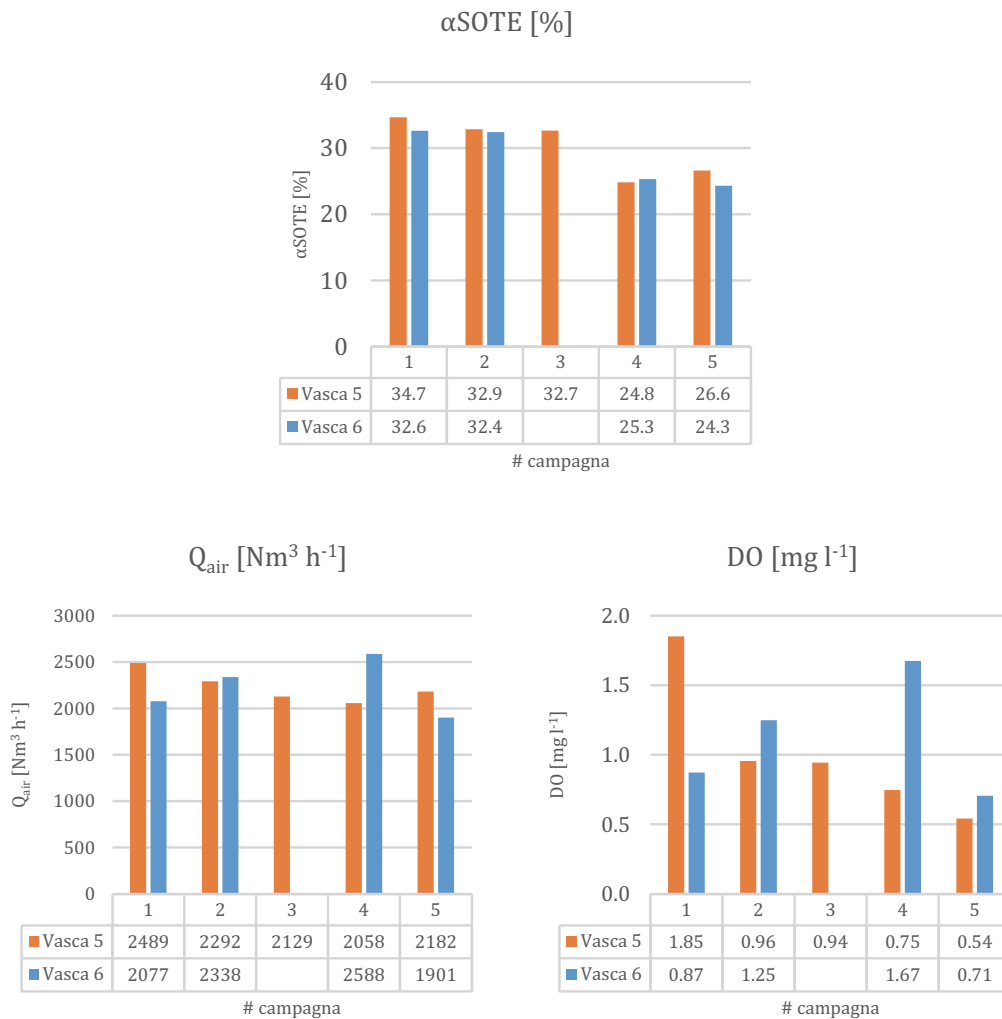 αSOTE [%]
40
30
20
10
0
αSOTE [%]
1 2 3 4 5
Vasca 5 34.7 32.9 32.7 24.8 26.6
Vasca 6 32.6 32.4 25.3 24.3
# campagna
Qair [Nm³ h⁻¹]
3000
2500
2000
1500
1000
500
0
Qair [Nm³ h⁻¹]
1 2 3 4 5
Vasca 5 2489 2292 2129 2058 2182
Vasca 6 2077 2338 2588 1901
# campagna
DO [mg l⁻¹]
2.0
1.5
1.0
0.5
0.0
DO [mg l⁻¹]
1 2 3 4 5
Vasca 5 1.85 0.96 0.94 0.75 0.54
Vasca 6 0.87 1.25 1.67 0.71
# campagna